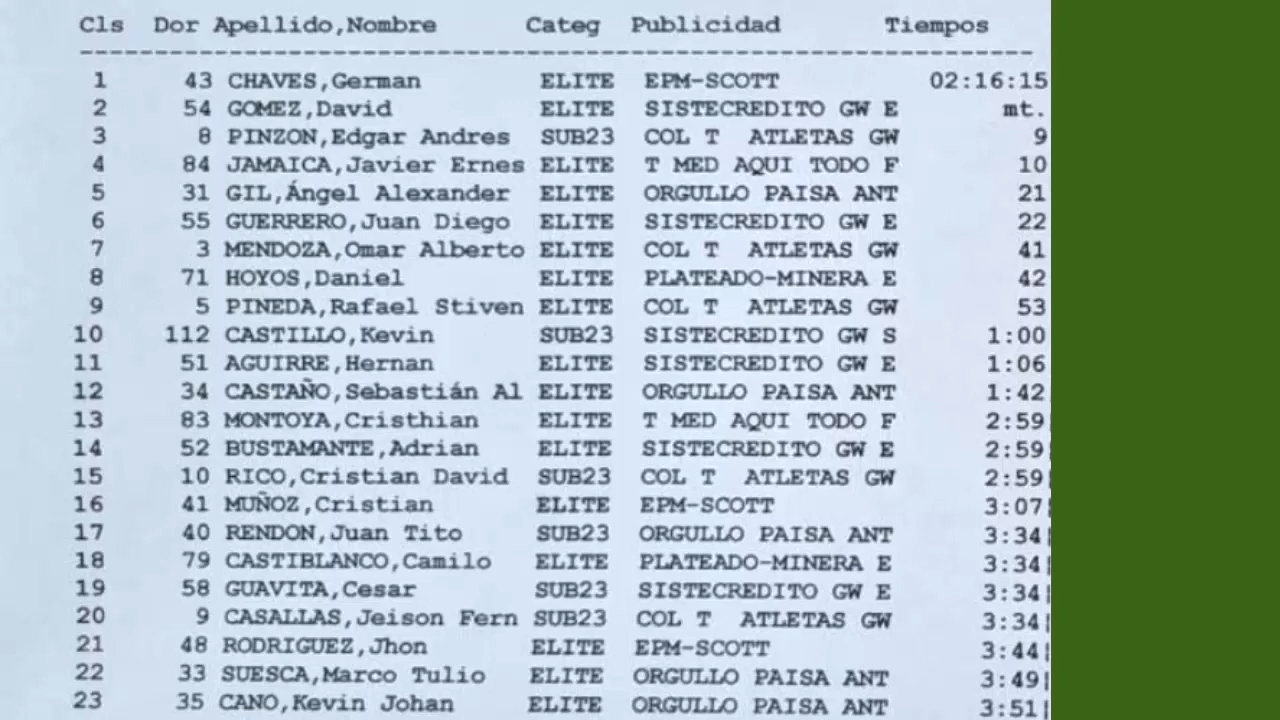 Cls Dor Apellido,Nombre Categ Publicidad Tiempos
--------------------------------------------------------------------
1 43 CHAVES,German ELITE EPM-SCOTT 02:16:15
2 54 GOMEZ,David ELITE SISTECREDITO GW E mt.
3 8 PINZON,Edgar Andres SUB23 COL T ATLETAS GW 9
4 84 JAMAICA,Javier Ernes ELITE T MED AQUI TODO F 10
5 31 GIL,Ángel Alexander ELITE ORGULLO PAISA ANT 21
6 55 GUERRERO,Juan Diego ELITE SISTECREDITO GW E 22
7 3 MENDOZA,Omar Alberto ELITE COL T ATLETAS GW 41
8 71 HOYOS,Daniel ELITE PLATEADO-MINERA E 42
9 5 PINEDA,Rafael Stiven ELITE COL T ATLETAS GW 53
10 112 CASTILLO,Kevin SUB23 SISTECREDITO GW S 1:00
11 51 AGUIRRE,Hernan ELITE SISTECREDITO GW E 1:06
12 34 CASTAÑO,Sebastián Al ELITE ORGULLO PAISA ANT 1:42
13 83 MONTOYA,Cristhian ELITE T MED AQUI TODO F 2:59
14 52 BUSTAMANTE,Adrian ELITE SISTECREDITO GW E 2:59
15 10 RICO,Cristian David SUB23 COL T ATLETAS GW 2:59
16 41 MUÑOZ,Cristian ELITE EPM-SCOTT 3:07
17 40 RENDON,Juan Tito SUB23 ORGULLO PAISA ANT 3:34
18 79 CASTIBLANCO,Camilo ELITE PLATEADO-MINERA E 3:34
19 58 GUAVITA,Cesar SUB23 SISTECREDITO GW E 3:34
20 9 CASALLAS,Jeison Fern SUB23 COL T ATLETAS GW 3:34
21 48 RODRIGUEZ,Jhon ELITE EPM-SCOTT 3:44
22 33 SUESCA,Marco Tulio ELITE ORGULLO PAISA ANT 3:49
23 35 CANO,Kevin Johan ELITE ORGULLO PAISA ANT 3:51